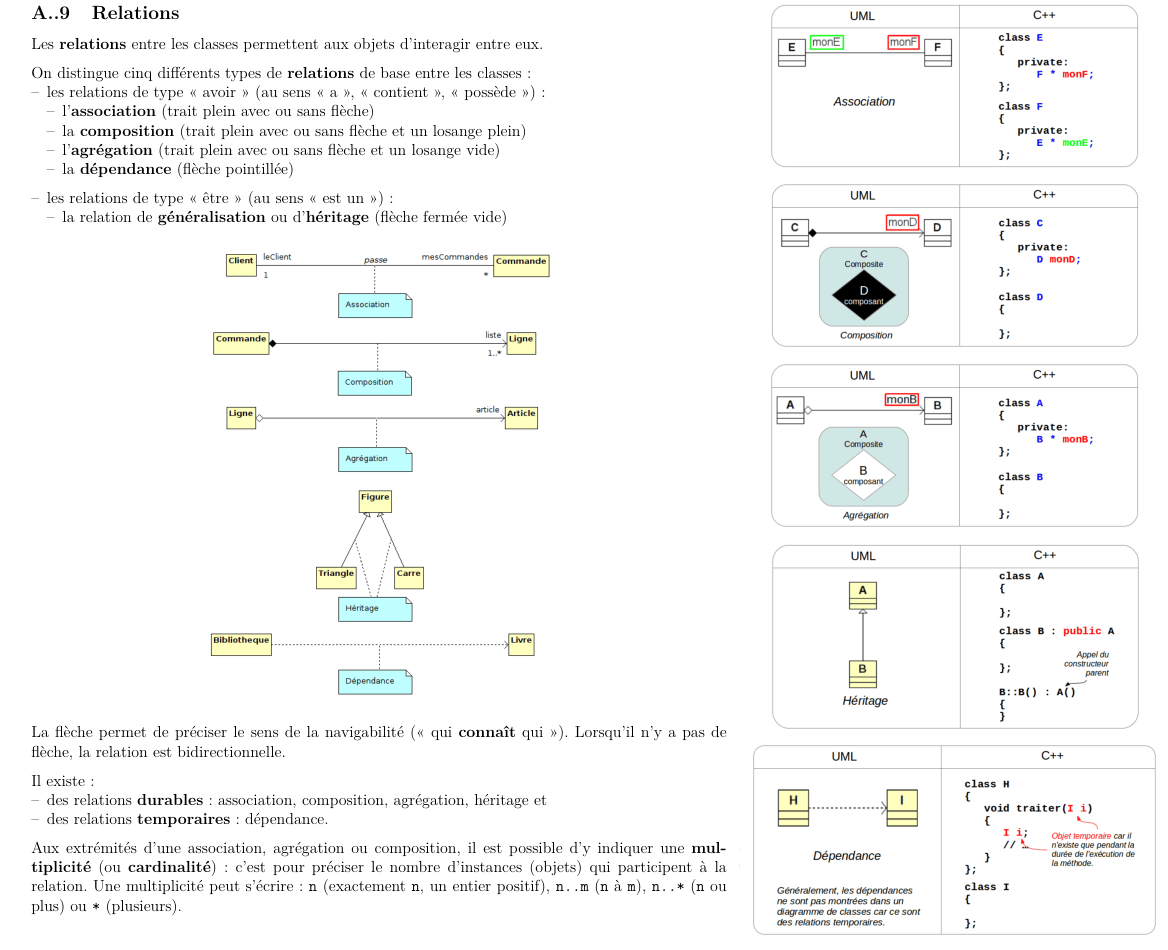 A..9 Relations
Les relations entre les classes permettent aux objets d'interagir entre eux.
On distingue cinq différents types de relations de base entre les classes :
– les relations de type « avoir » (au sens « a », « contient », « possède ») :
– l'association (trait plein avec ou sans flèche)
– la composition (trait plein avec ou sans flèche et un losange plein)
– l'agrégation (trait plein avec ou sans flèche et un losange vide)
– la dépendance (flèche pointillée)
– les relations de type « être » (au sens « est un ») :
– la relation de généralisation ou d'héritage (flèche fermée vide)
Client leClient passe mesCommandes Commande
1 *
Association
Commande liste Ligne
1..*
Composition
Ligne article Article
Agrégation
Figure
Triangle Carre
Héritage
Bibliotheque Livre
Dépendance
La flèche permet de préciser le sens de la navigabilité (« qui connaît qui »). Lorsqu'il n'y a pas de
flèche, la relation est bidirectionnelle.
Il existe :
– des relations durables : association, composition, agrégation, héritage et
– des relations temporaires : dépendance.
Aux extrémités d'une association, agrégation ou composition, il est possible d'y indiquer une mul-
tiplicité (ou cardinalité) : c'est pour préciser le nombre d'instances (objets) qui participent à la
relation. Une multiplicité peut s'écrire : n (exactement n, un entier positif), n..m (n à m), n..* (n ou
plus) ou * (plusieurs).
UML
E monE monF F
Association
C++
class E
{
private:
F * monF;
};
class F
{
private:
E * monE;
};
UML
C monD D
C
Composite
D
composant
Composition
C++
class C
{
private:
D monD;
};
class D
{
};
UML
A monB B
A
Composite
B
composant
Agrégation
C++
class A
{
private:
B * monB;
};
class B
{
};
UML
A
B
Héritage
C++
class A
{
};
class B : public A
{
};
Appel du
constructeur
parent
B::B() : A()
{
}
UML
H I
Dépendance
Généralement, les dépendances
ne sont pas montrées dans un
diagramme de classes car ce sont
des relations temporaires.
C++
class H
{
void traiter(I i)
{
I i;
// …
}
};
Objet temporaire car il
n'existe que pendant la
durée de l'exécution de
la méthode.
class I
{
};